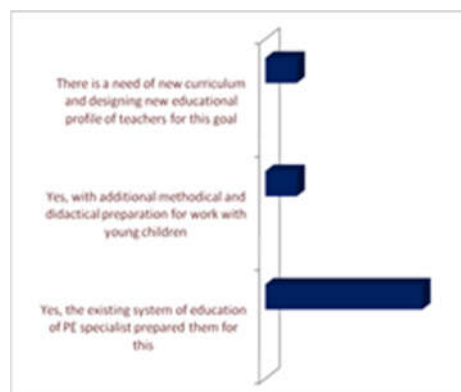 There is a need of new curriculum
and designing new educational
profile of teachers for this goal
Yes, with additional methodical and
didactical preparation for work with
young children
Yes, the existing system of education
of PE specialist prepared them for
this